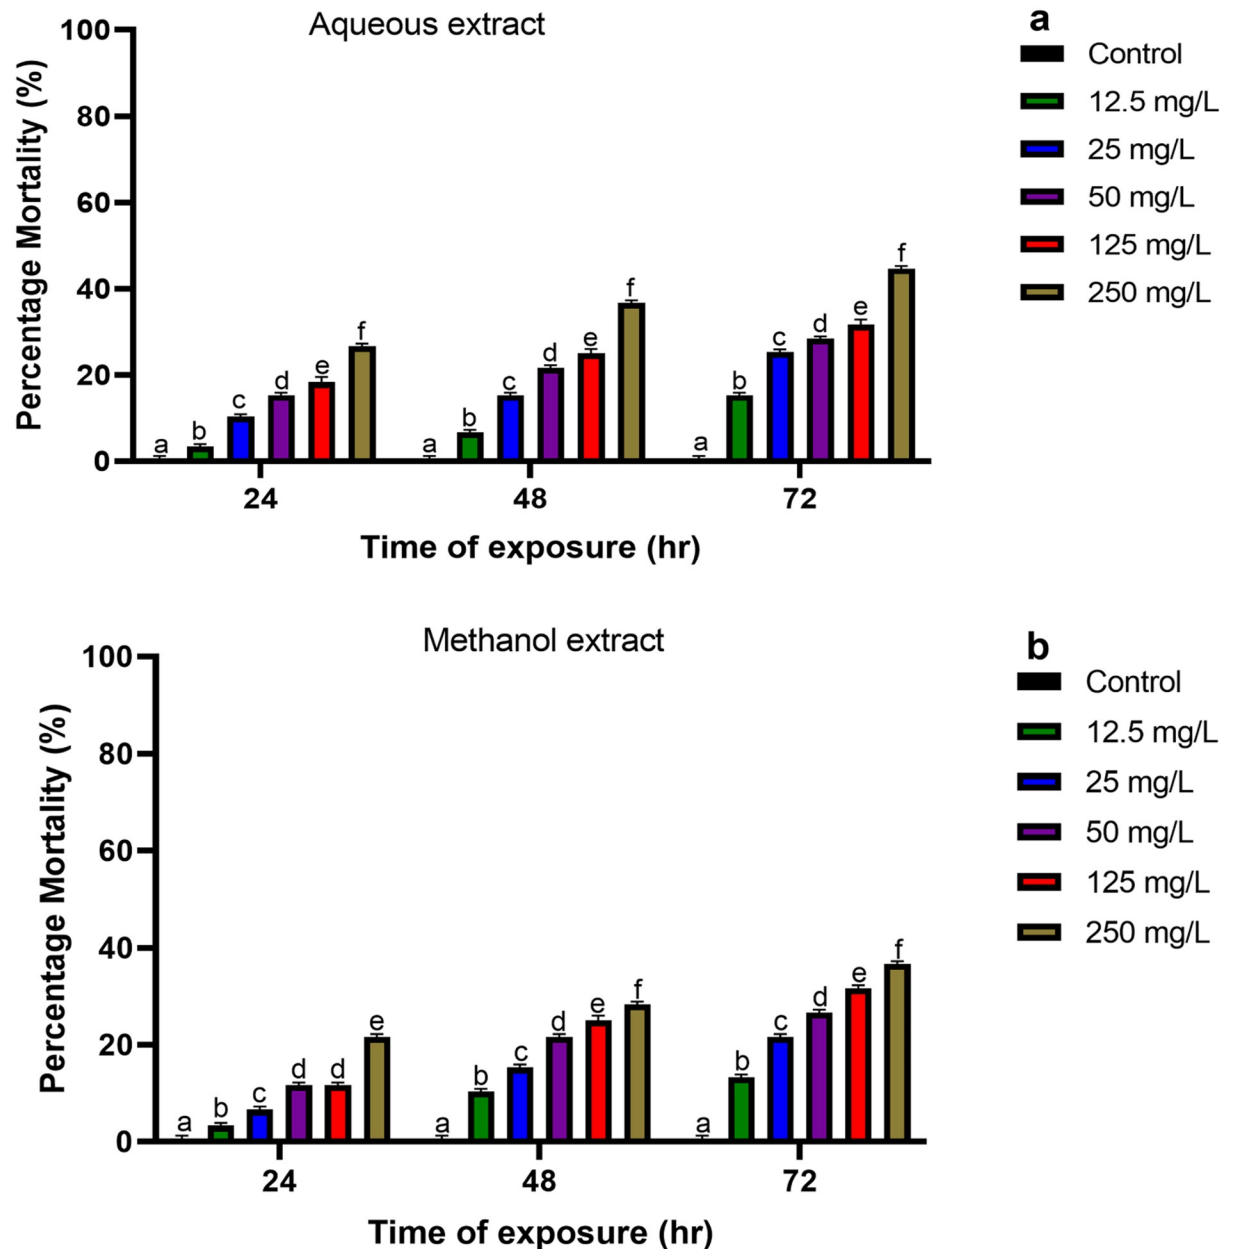 Aqueous extract
a
Control
12.5 mg/L
25 mg/L
50 mg/L
125 mg/L
250 mg/L
Percentage Mortality (%)
100
80
60
40
20
0
a b c d e f
a b c d e f
a b c d e f
24 48 72
Time of exposure (hr)
Methanol extract
b
Control
12.5 mg/L
25 mg/L
50 mg/L
125 mg/L
250 mg/L
Percentage Mortality (%)
100
80
60
40
20
0
a b c d d e
a b c d e f
a b c d e f
24 48 72
Time of exposure (hr)